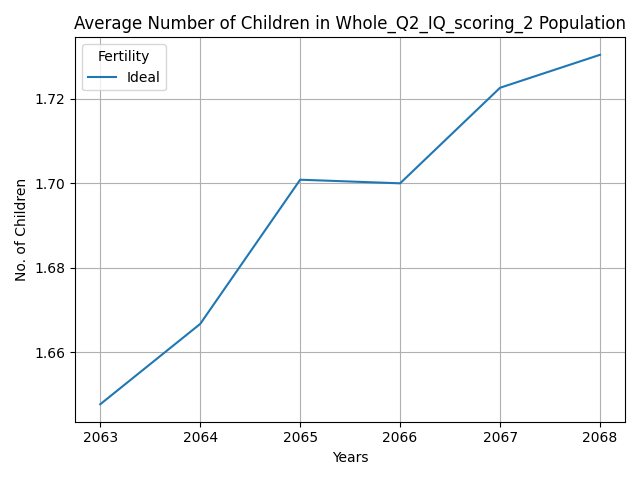 Average Number of Children in Whole_Q2_IQ_scoring_2 Population
Fertility
Ideal
No. of Children
1.72
1.70
1.68
1.66
2063 2064 2065 2066 2067 2068
Years